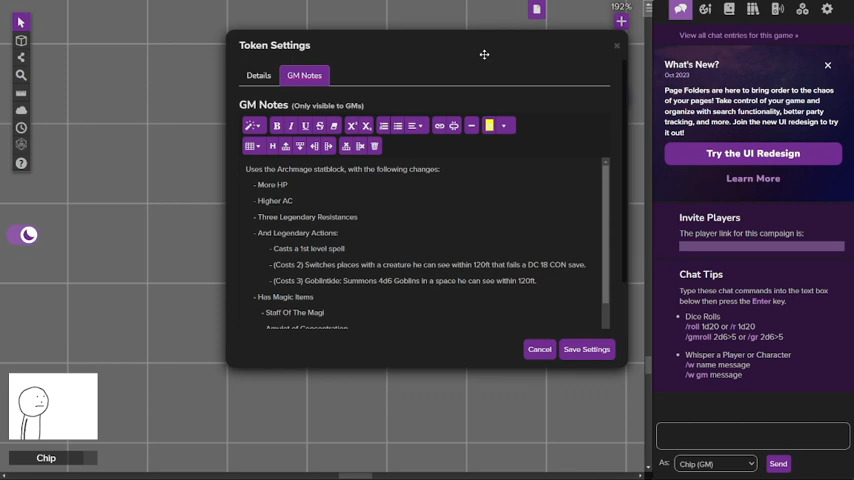 192%
View all chat entries for this game »
Token Settings
Details
GM Notes
GM Notes (Only visible to GMs)
Uses the Archmage statblock, with the following changes:
- More HP
- Higher AC
- Three Legendary Resistances
- And Legendary Actions:
- Casts a 1st level spell
- (Costs 2) Switches places with a creature he can see within 120ft that fails a DC 18 CON save.
- (Costs 3) Goblintide: Summons 4d6 Goblins in a space he can see within 120ft.
- Has Magic Items
- Staff Of The Magi
- Amulet of Concentration
Cancel
Save Settings
Chip
What's New?
Oct 2023
Page Folders are here to bring order to the chaos
of your pages! Take control of your game and
organize with search functionality, better party
tracking, and more. Join the new UI redesign to try
it out!
Try the UI Redesign
Learn More
Invite Players
The player link for this campaign is:
Chat Tips
Type these chat commands into the text box
below then press the Enter key.
• Dice Rolls
/roll 1d20 or /r 1d20
/gmroll 2d6>5 or /gr 2d6>5
• Whisper a Player or Character
/w name message
/w gm message
As:
Chip (GM)
Send